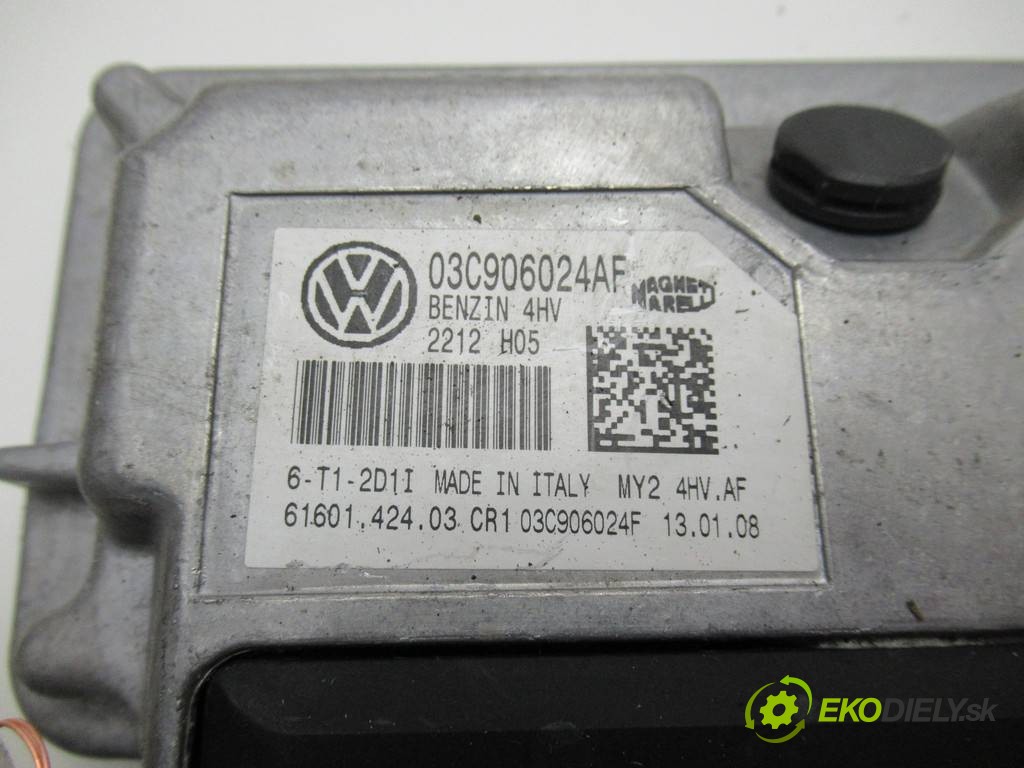 03C906024AF
MAGNETI MARELLI
BENZIN 4HV
2212 H05
6-T1-2D1I MADE IN ITALY MY2 4HV.AF
61601.424.03 CR1 03C906024F 13.01.08
EKODIELY.sk